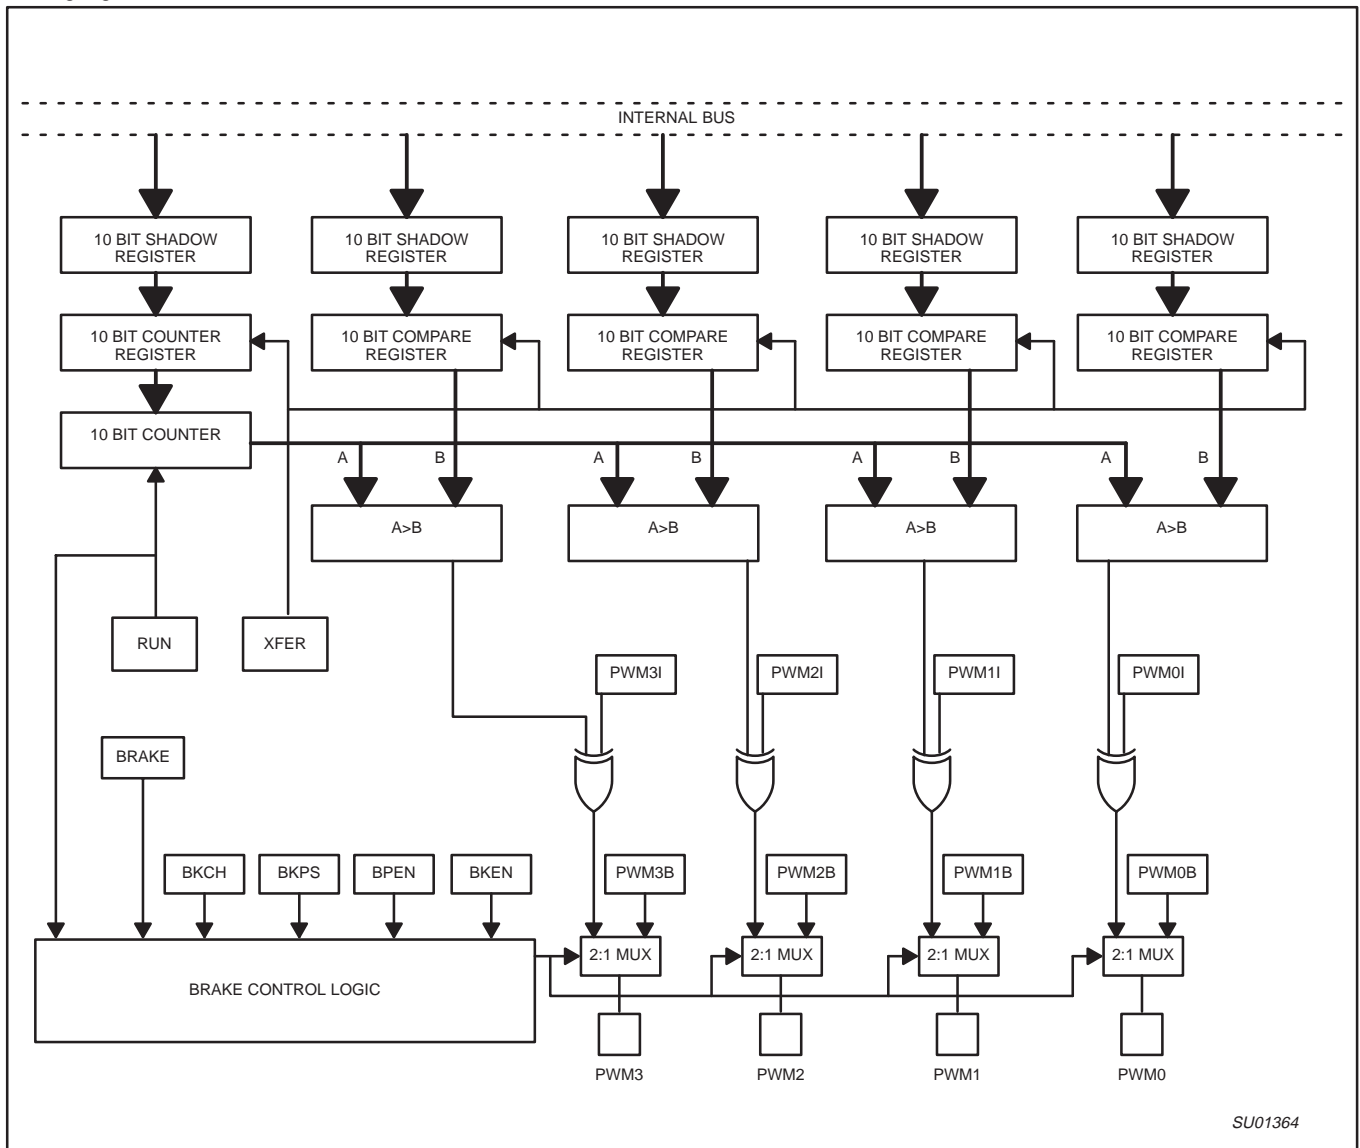 INTERNAL BUS
10 BIT SHADOW
REGISTER
10 BIT SHADOW
REGISTER
10 BIT SHADOW
REGISTER
10 BIT SHADOW
REGISTER
10 BIT SHADOW
REGISTER
10 BIT COUNTER
REGISTER
10 BIT COMPARE
REGISTER
10 BIT COMPARE
REGISTER
10 BIT COMPARE
REGISTER
10 BIT COMPARE
REGISTER
10 BIT COUNTER
A
B
A
B
A
B
A
B
A>B
A>B
A>B
A>B
RUN
XFER
PWM3I
PWM2I
PWM1I
PWM0I
BRAKE
BKCH
BKPS
BPEN
BKEN
PWM3B
PWM2B
PWM1B
PWM0B
2:1 MUX
2:1 MUX
2:1 MUX
2:1 MUX
BRAKE CONTROL LOGIC
PWM3
PWM2
PWM1
PWM0
SU01364